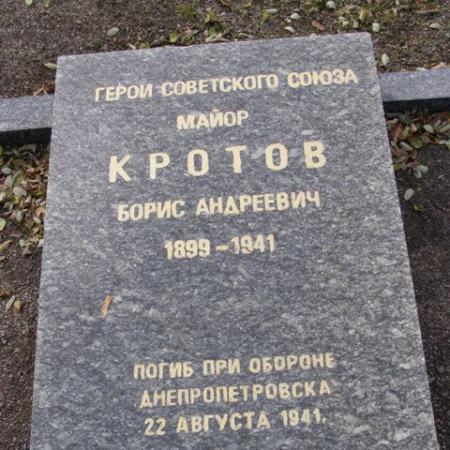 ГЕРОЙ СОВЕТСКОГО СОЮЗА
МАЙОР
КРОТОВ
БОРИС АНДРЕЕВИЧ
1899-1941
ПОГИБ ПРИ ОБОРОНЕ
ДНЕПРОПЕТРОВСКА
22 АВГУСТА 1941.